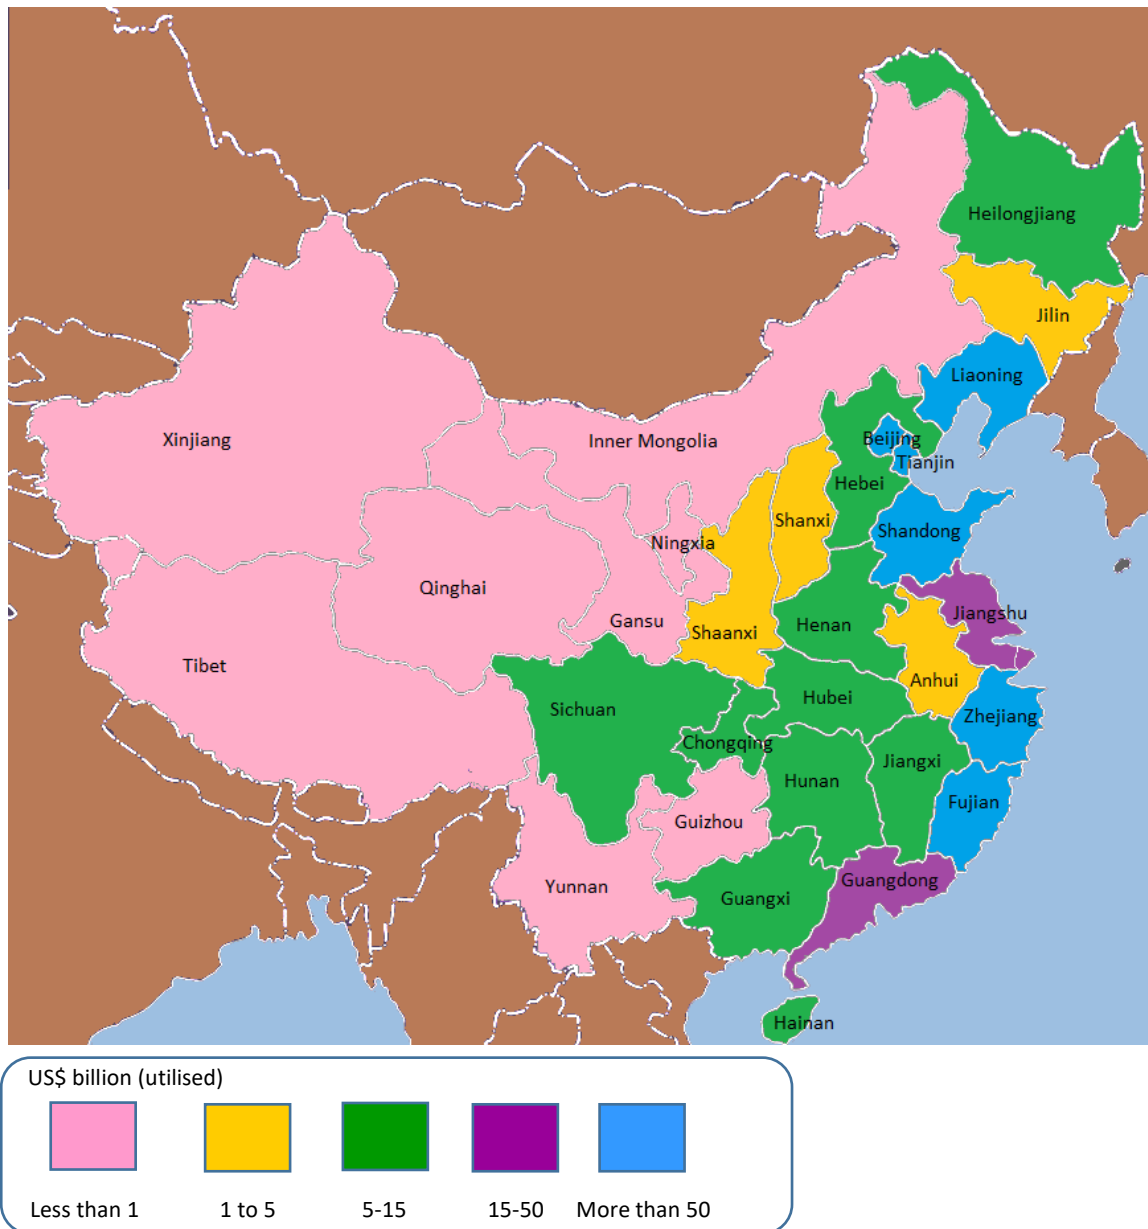 Heilongjiang
Jilin
Liaoning
Xinjiang
Inner Mongolia
Beijing
Tianjin
Hebei
Shanxi
Shandong
Ningxia
Qinghai
Gansu
Shaanxi
Henan
Jiangshu
Tibet
Anhui
Sichuan
Hubei
Zhejiang
Chongqing
Jiangxi
Hunan
Fujian
Guizhou
Guangdong
Yunnan
Guangxi
Hainan
US$ billion (utilised)
Less than 1 1 to 5 5-15 15-50 More than 50